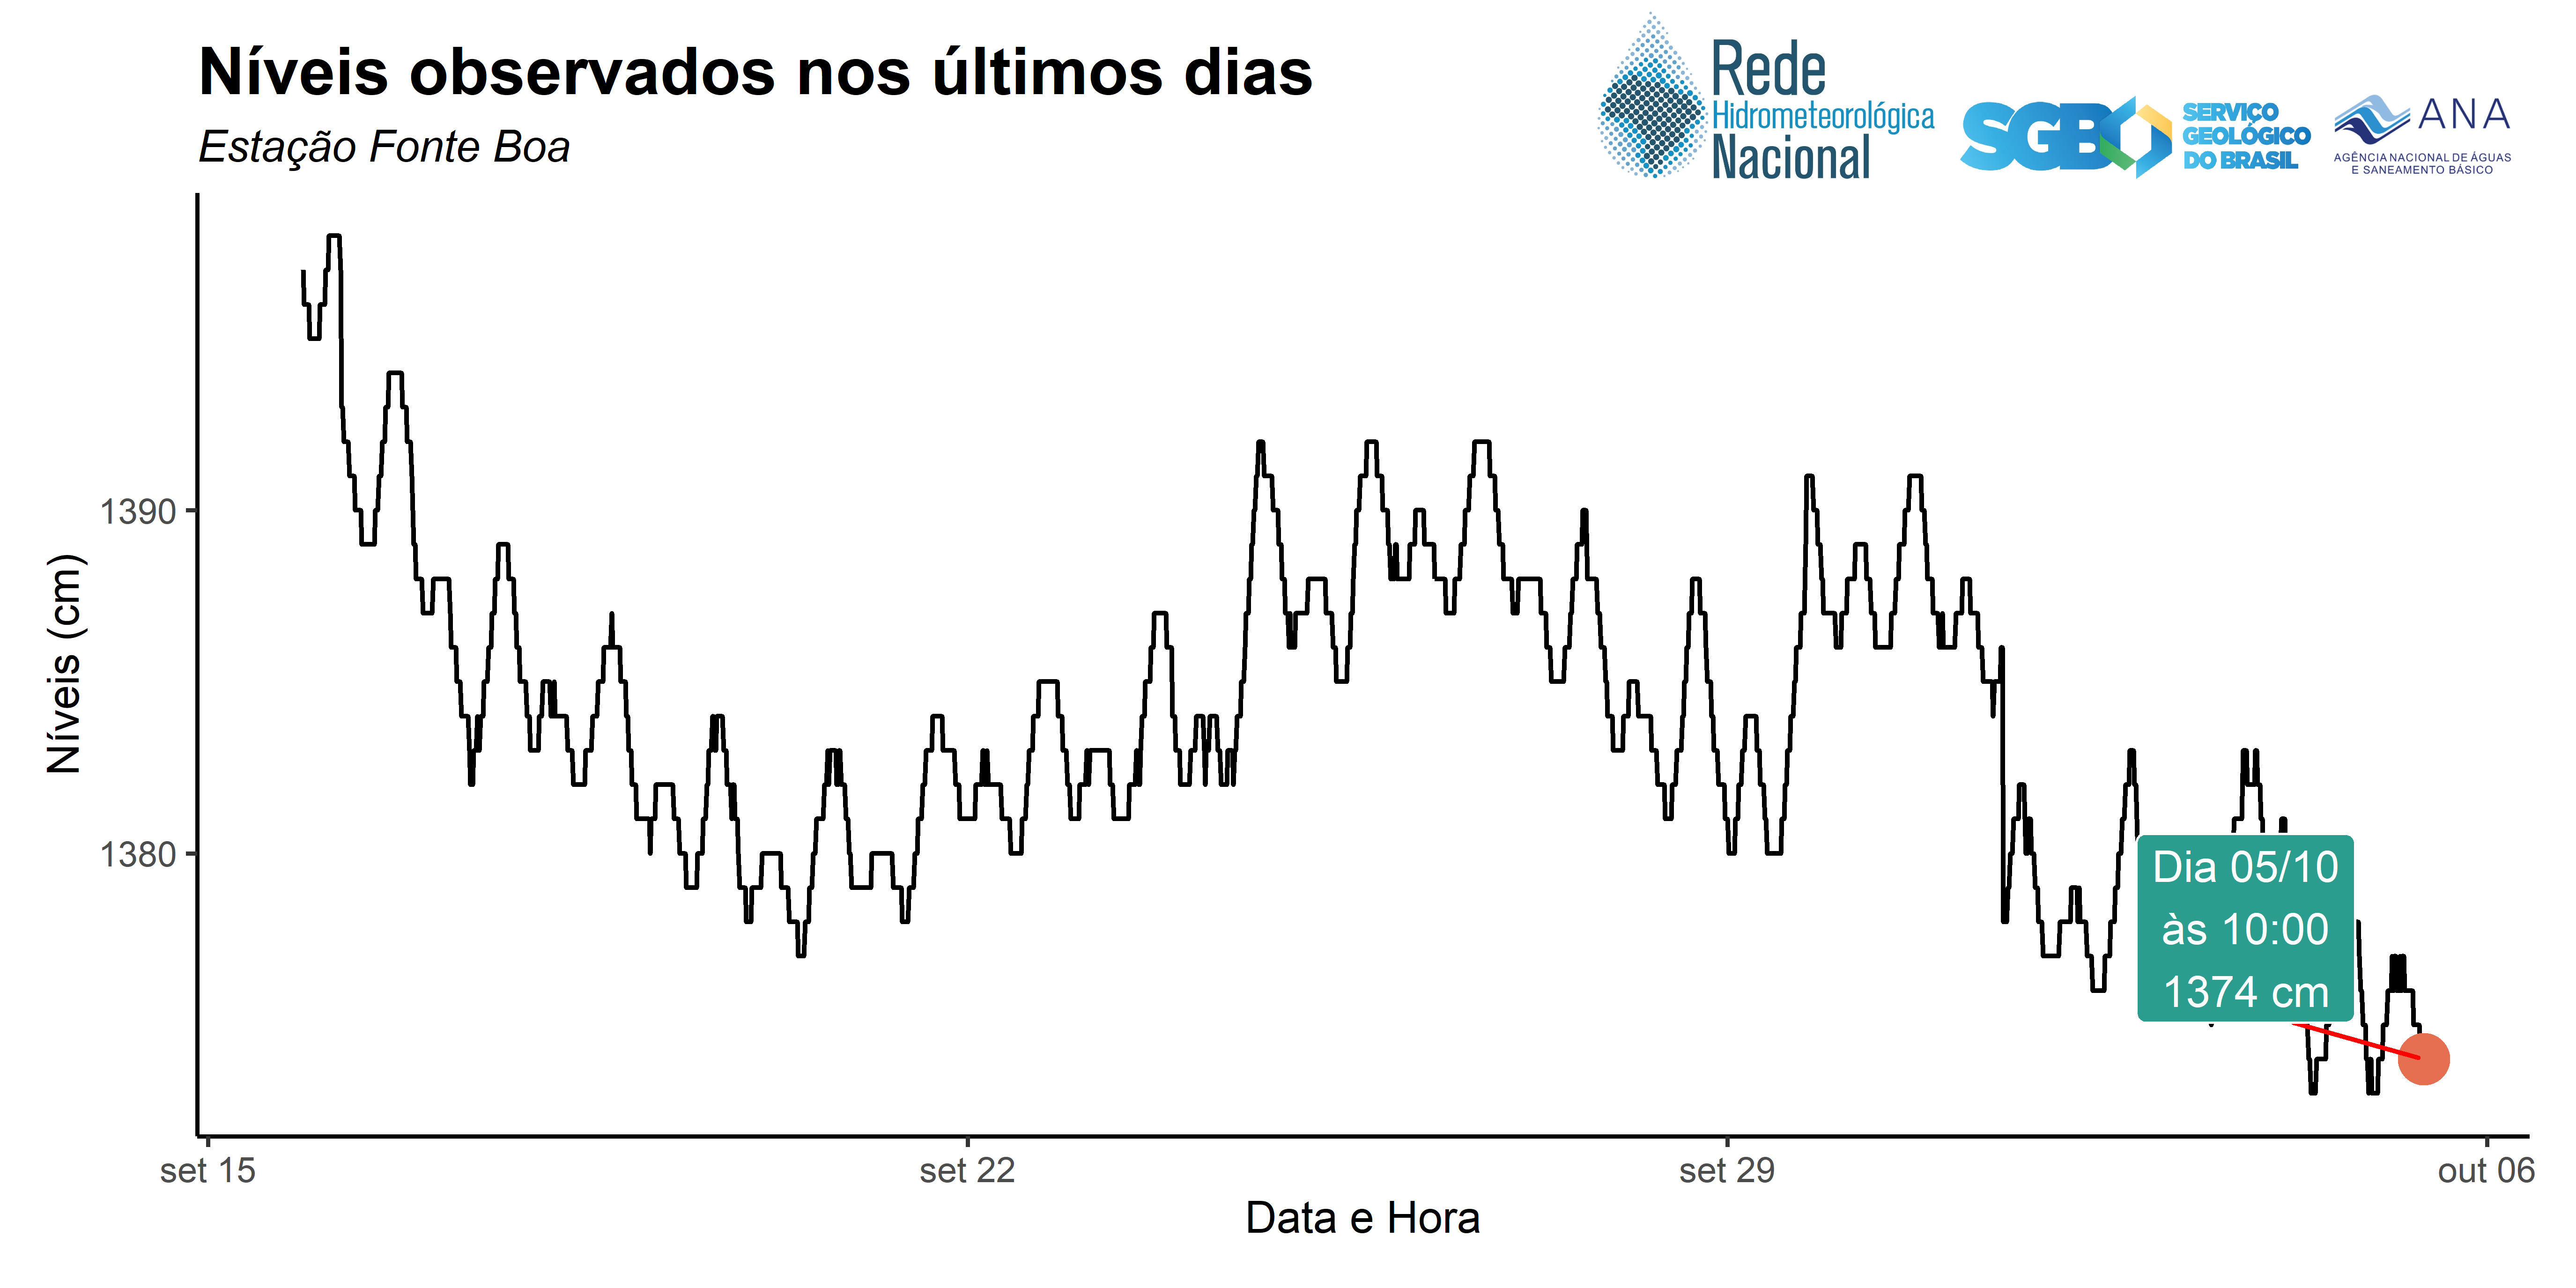 Níveis observados nos últimos dias
Estação Fonte Boa
Rede
Hidrometeorológica
Nacional
SGB
SERVIÇO
GEOLÓGICO
DO BRASIL
ANA
AGÊNCIA NACIONAL DE ÁGUAS
E SANEAMENTO BÁSICO
Níveis (cm)
1390
1380
Dia 05/10
às 10:00
1374 cm
set 15
set 22
set 29
out 06
Data e Hora